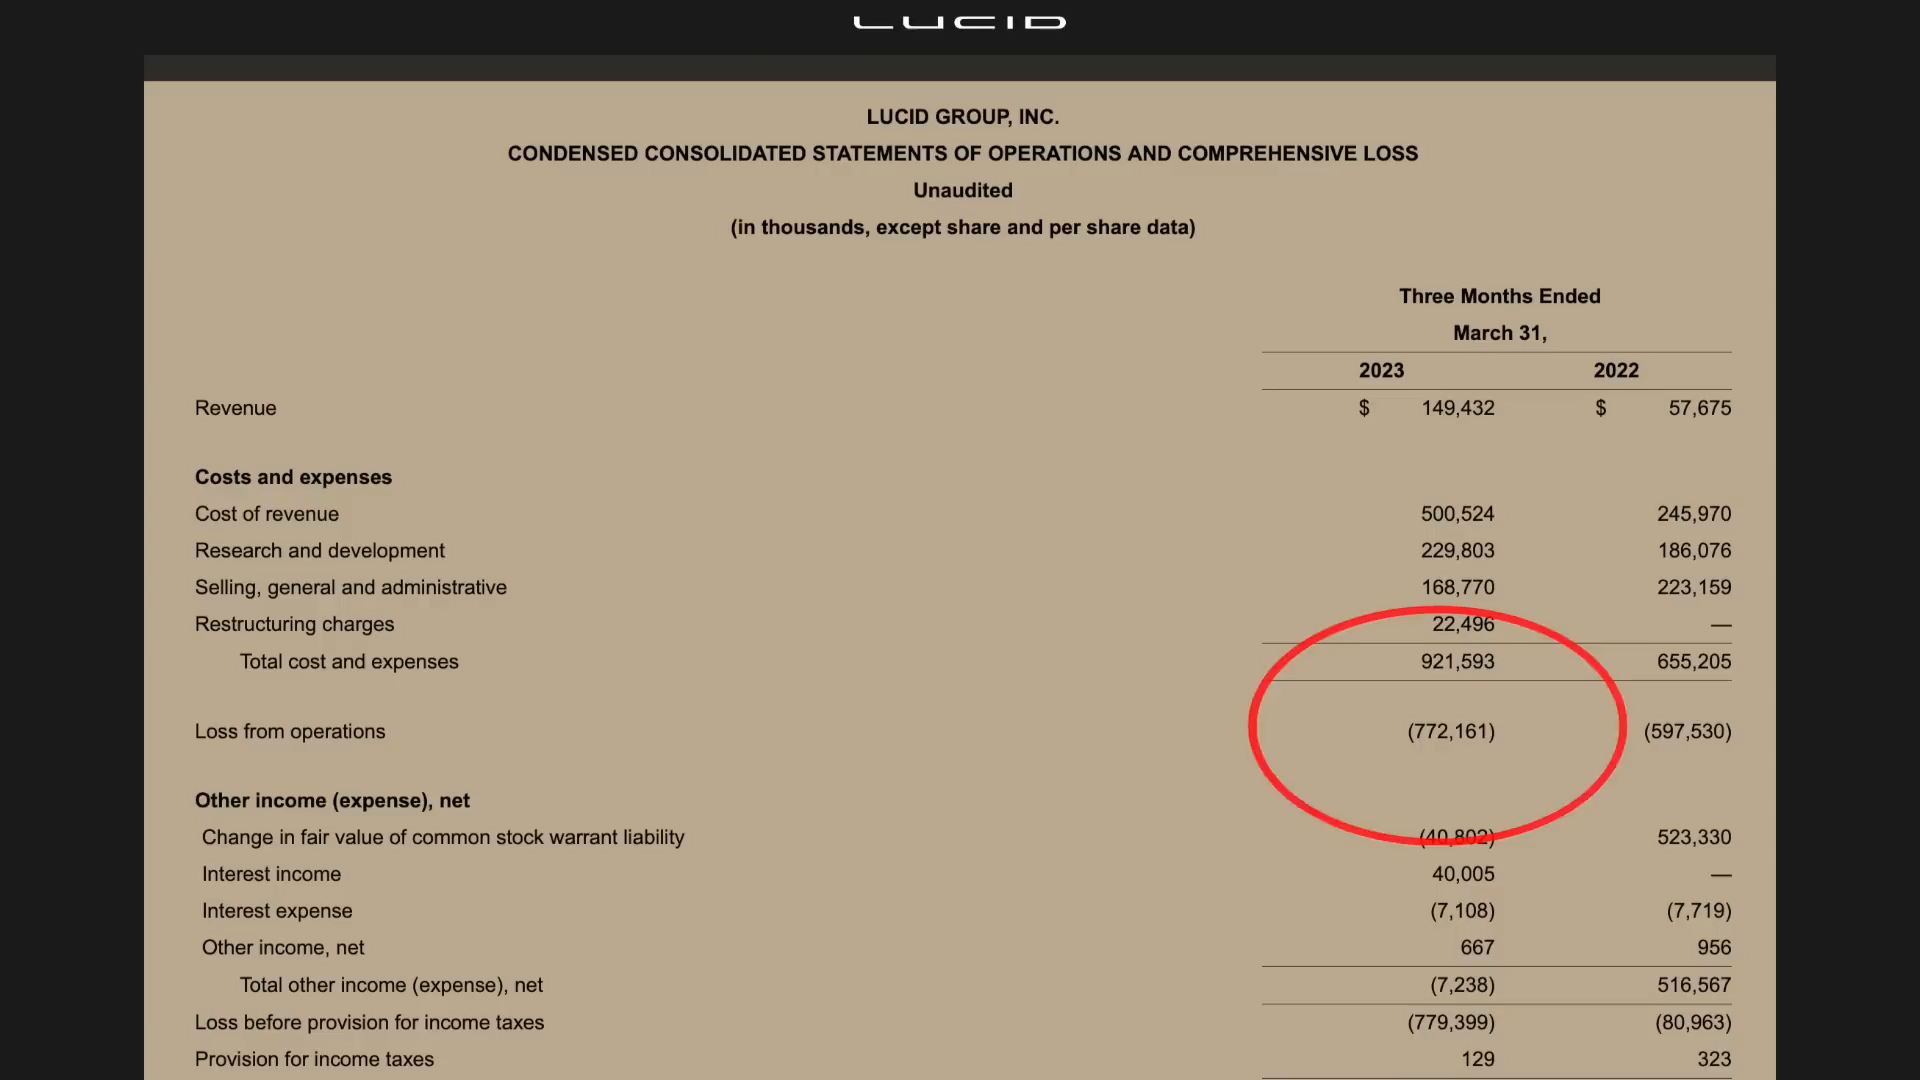 LUCID
LUCID GROUP, INC.
CONDENSED CONSOLIDATED STATEMENTS OF OPERATIONS AND COMPREHENSIVE LOSS
Unaudited
(in thousands, except share and per share data)
Three Months Ended
March 31,
2023 2022
Revenue $ 149,432 $ 57,675
Costs and expenses
Cost of revenue 500,524 245,970
Research and development 229,803 186,076
Selling, general and administrative 168,770 223,159
Restructuring charges 22,496 —
Total cost and expenses 921,593 655,205
Loss from operations (772,161) (597,530)
Other income (expense), net
Change in fair value of common stock warrant liability (40,802) 523,330
Interest income 40,005 —
Interest expense (7,108) (7,719)
Other income, net 667 956
Total other income (expense), net (7,238) 516,567
Loss before provision for income taxes (779,399) (80,963)
Provision for income taxes 129 323